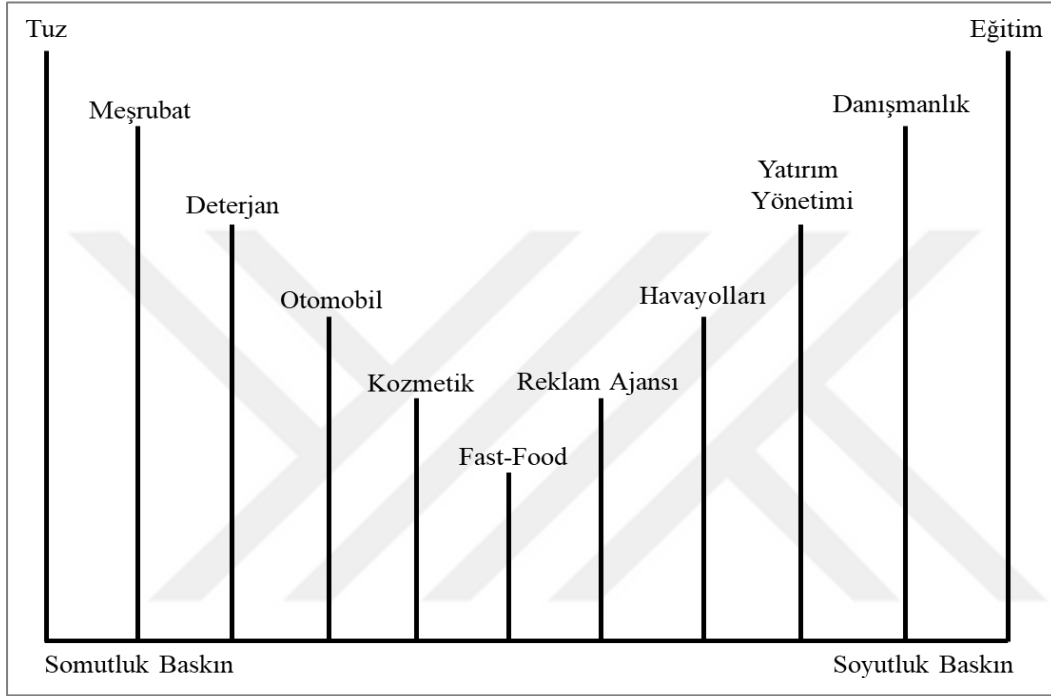 Tuz
Eğitim
Meşrubat
Danışmanlık
Yatırım
Yönetimi
Deterjan
Otomobil
Havayolları
Kozmetik
Reklam Ajansı
Fast-Food
Somutluk Baskın
Soyutluk Baskın